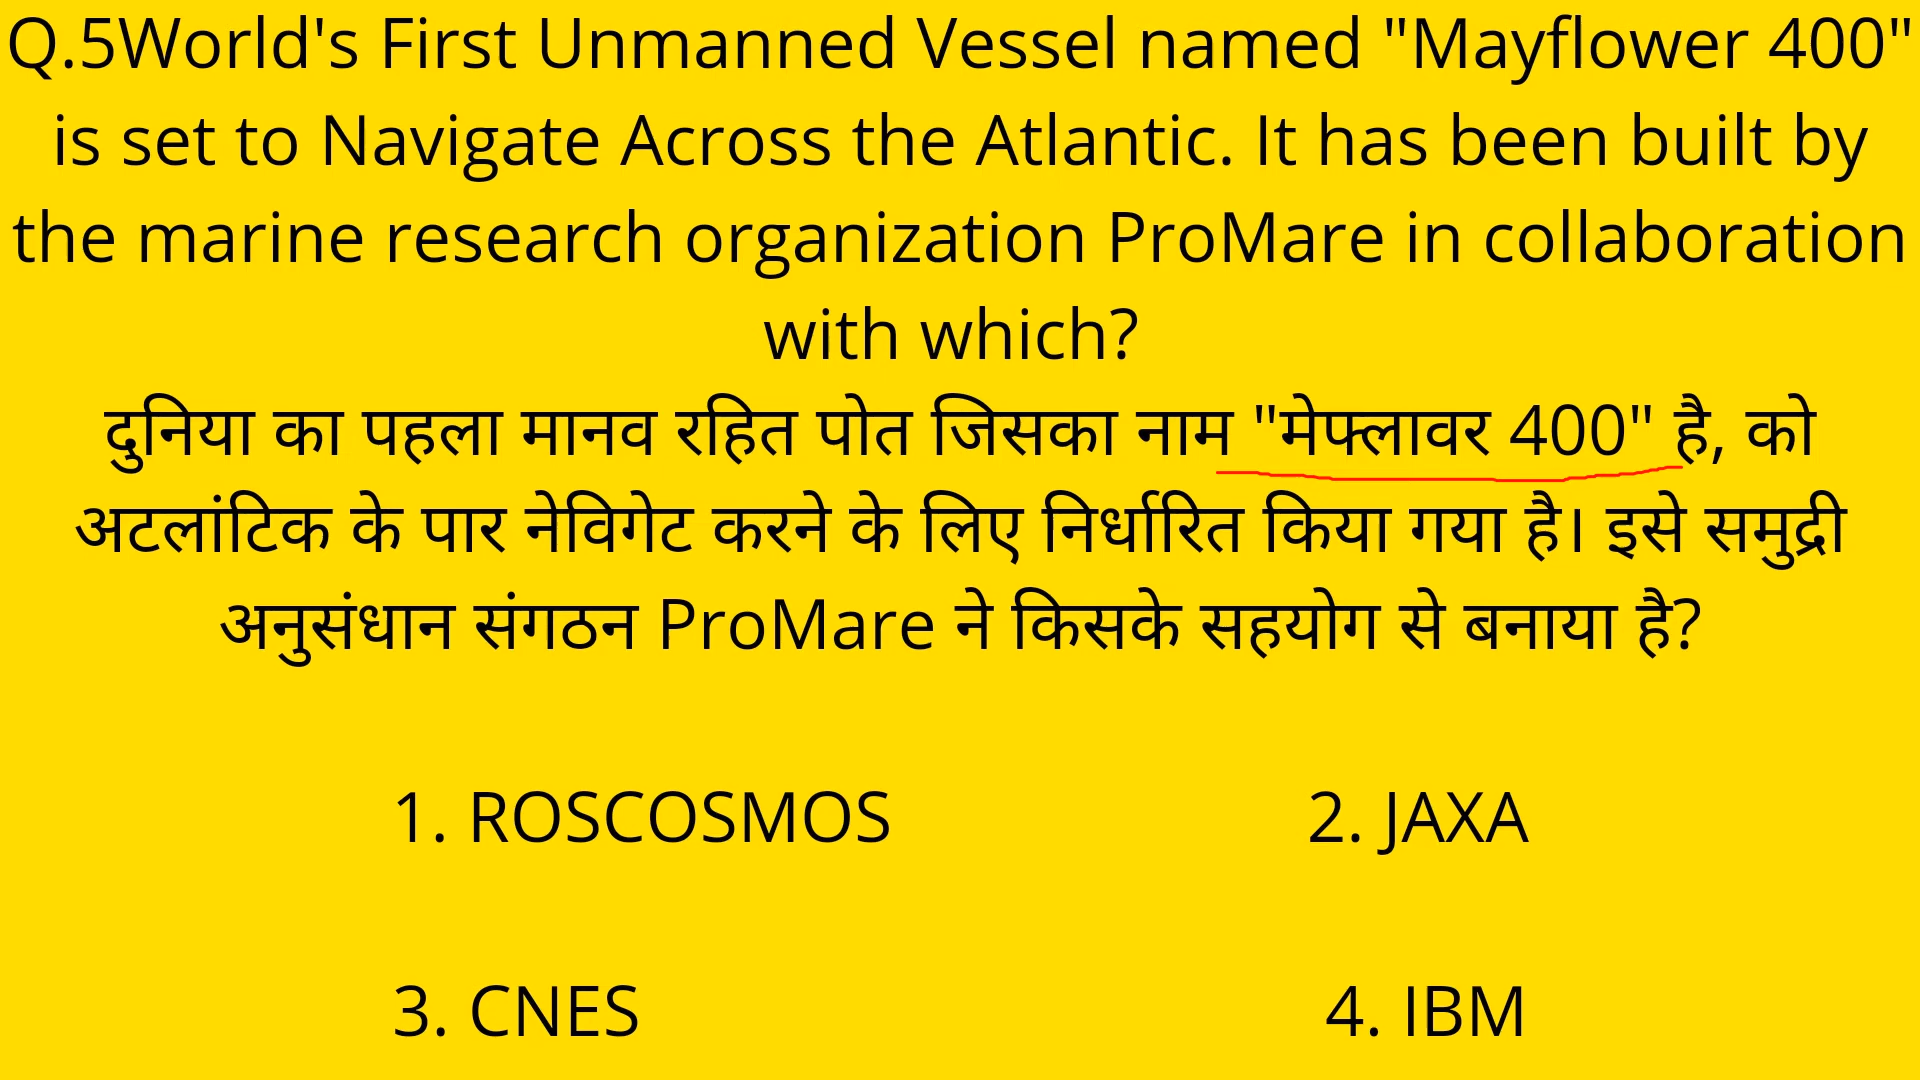 Q.5World's First Unmanned Vessel named "Mayflower 400"
is set to Navigate Across the Atlantic. It has been built by
the marine research organization ProMare in collaboration
with which?
दुनिया का पहला मानव रहित पोत जिसका नाम "मेफ्लावर 400" है, को
अटलांटिक के पार नेविगेट करने के लिए निर्धारित किया गया है। इसे समुद्री
अनुसंधान संगठन ProMare ने किसके सहयोग से बनाया है?
1. ROSCOSMOS 2. JAXA
3. CNES 4. IBM